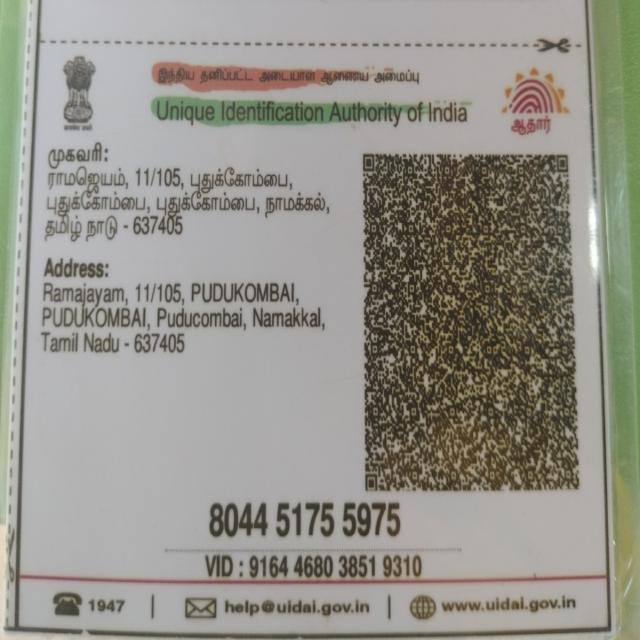 இந்திய தனிப்பட்ட அடையாள ஆணைய அமைப்பு
Unique Identification Authority of India
ஆதார்
முகவரி:
ராமஜெயம், 11/105, புதுக்கோம்பை,
புதுக்கோம்பை, புதுக்கோம்பை, நாமக்கல்,
தமிழ் நாடு - 637405
Address:
Ramajayam, 11/105, PUDUKOMBAI,
PUDUKOMBAI, Puducombai, Namakkal,
Tamil Nadu - 637405
8044 5175 5975
VID : 9164 4680 3851 9310
1947 | help@uidai.gov.in | www.uidai.gov.in